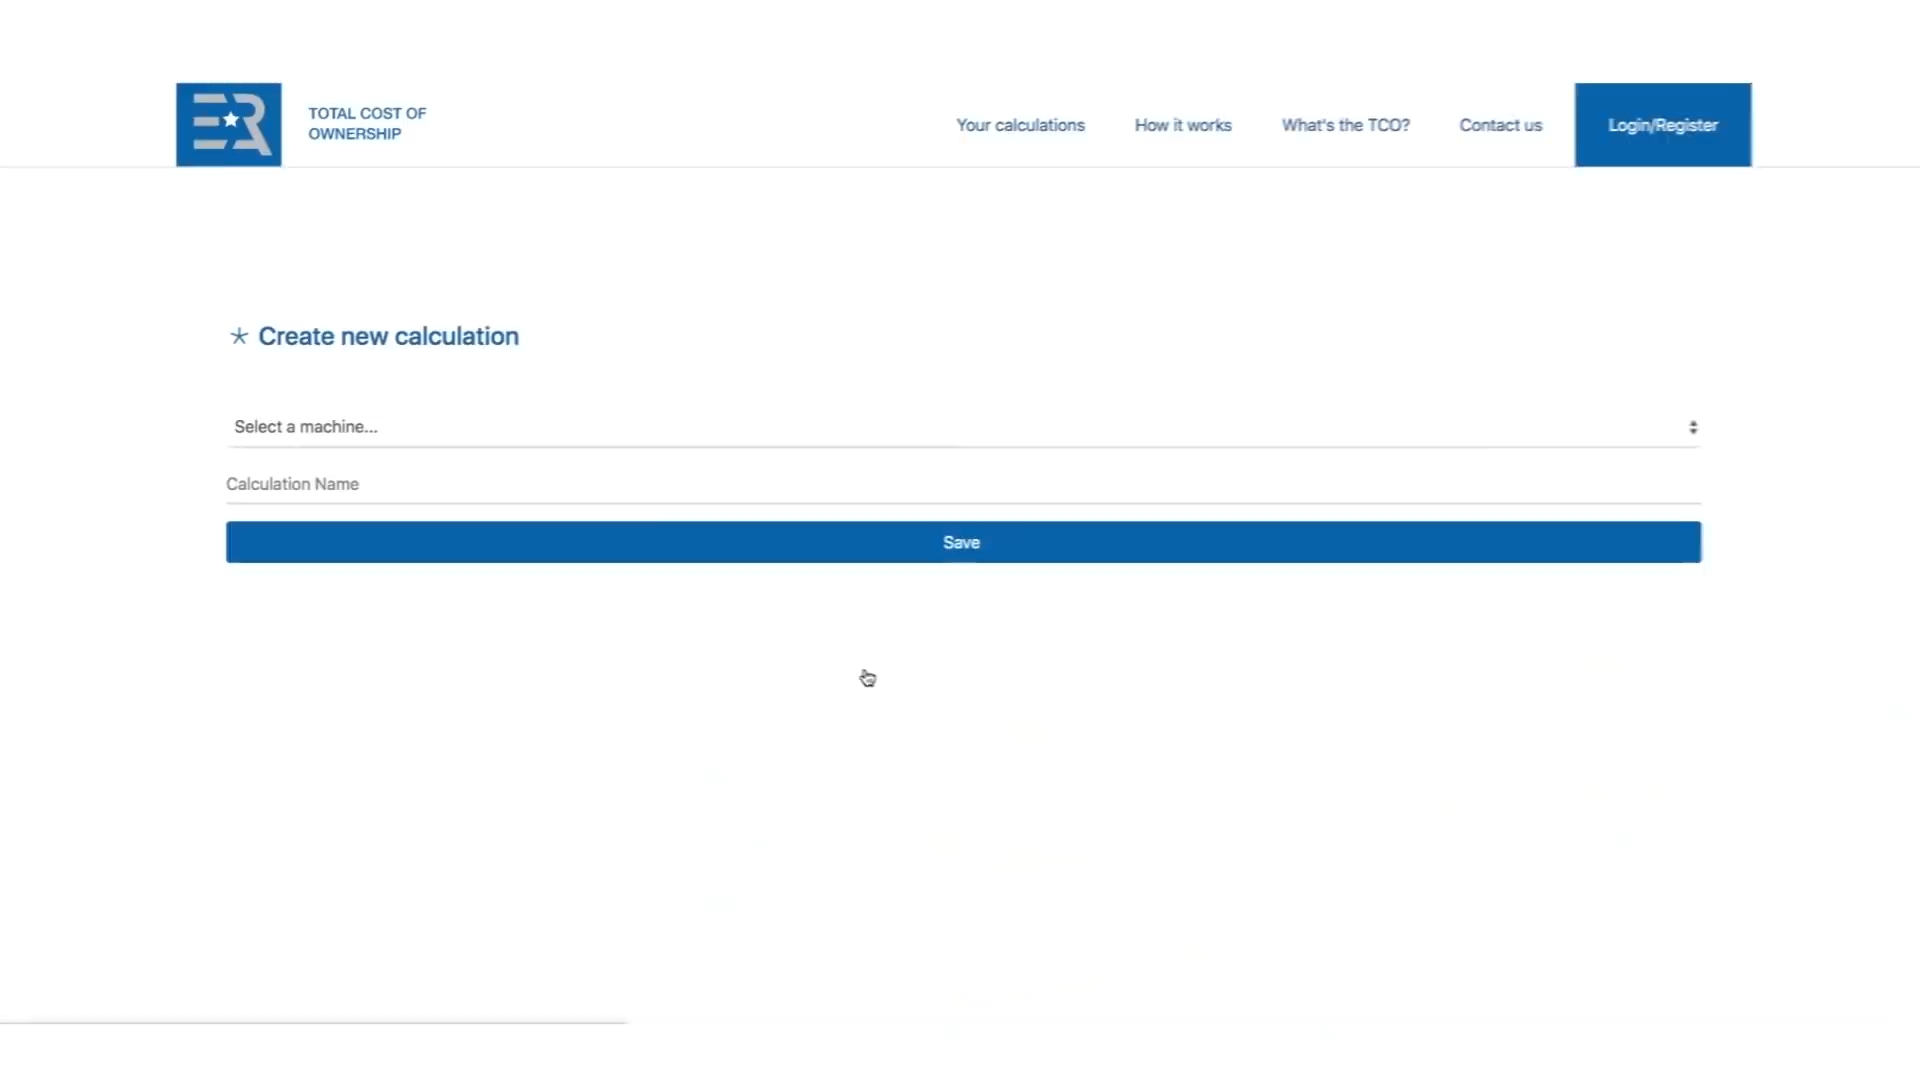 ER
TOTAL COST OF
OWNERSHIP
Your calculations
How it works
What's the TCO?
Contact us
Login/Register
Create new calculation
Select a machine...
Calculation Name
Save